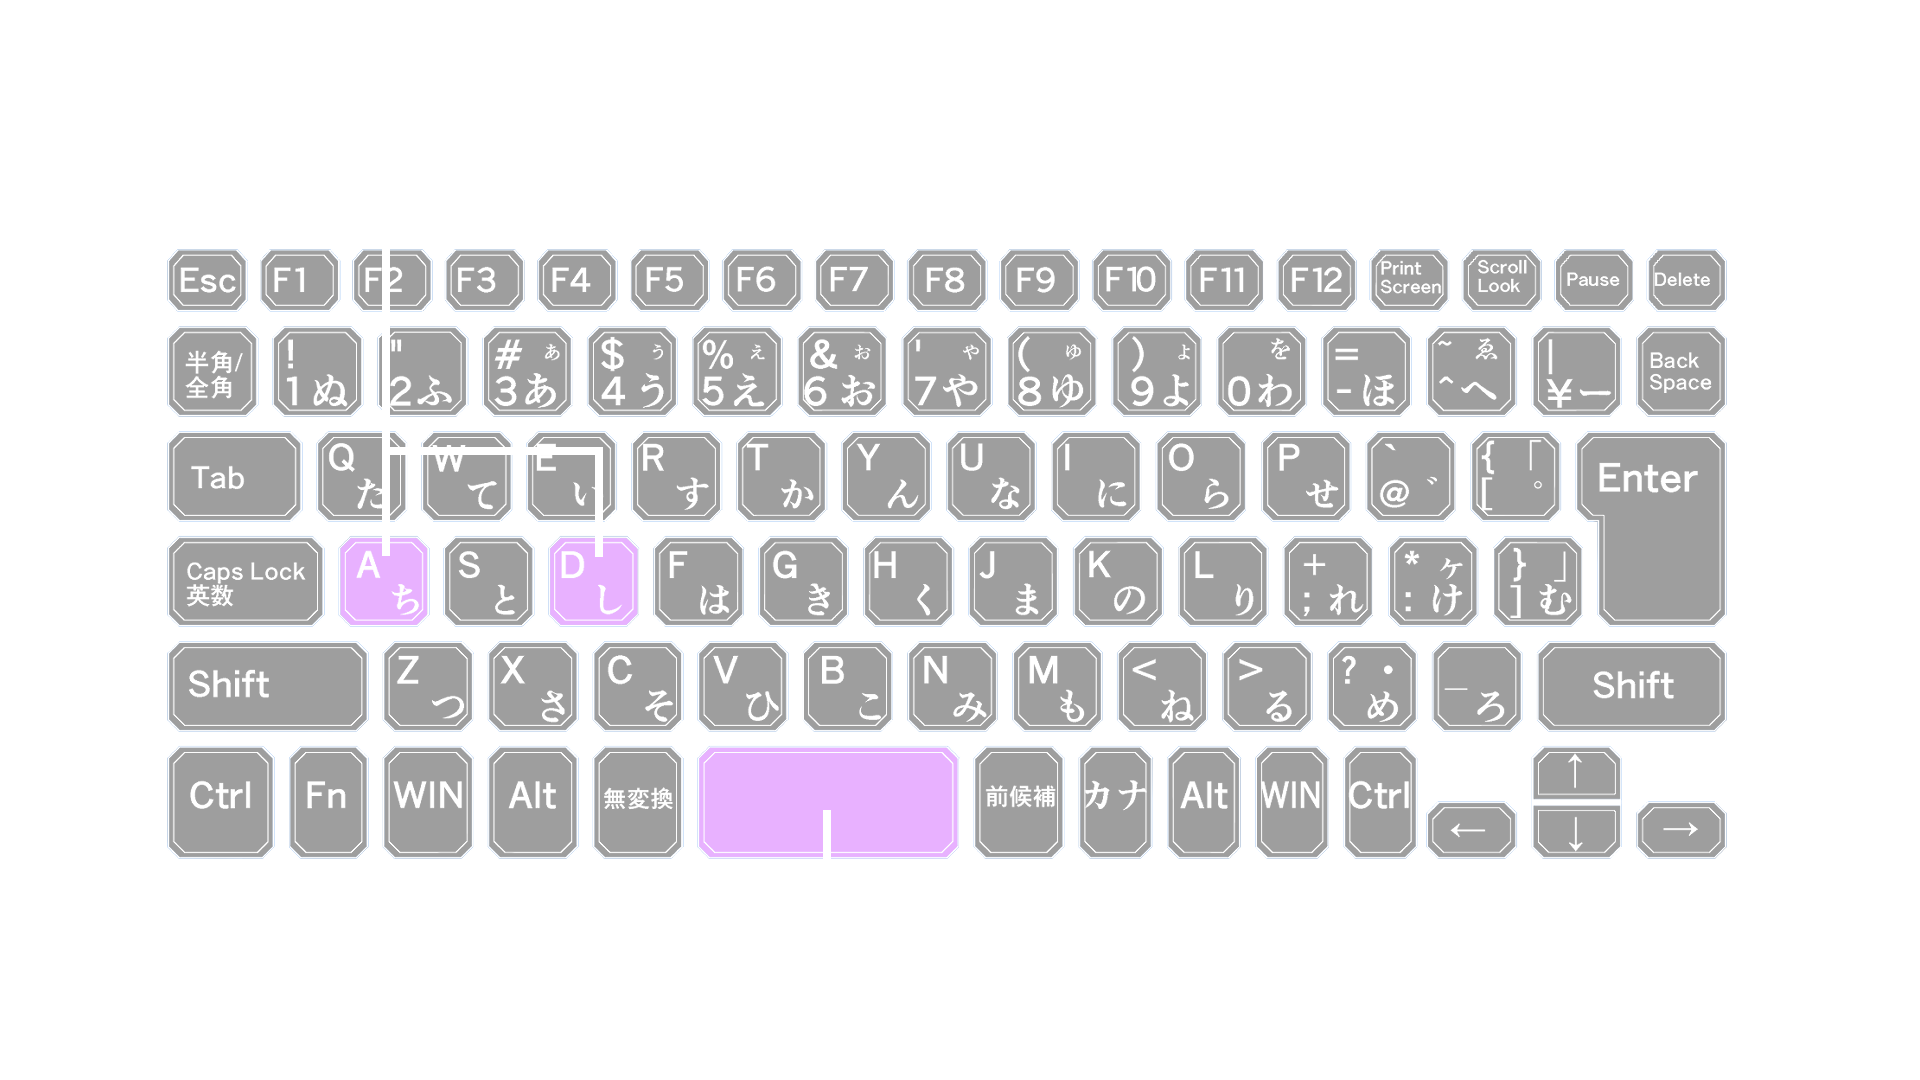 Esc F1 F2 F3 F4 F5 F6 F7 F8 F9 F10 F11 F12 Print Screen Scroll Look Pause Delete
半角/全角 ! 1 ぬ " 2 ふ # ぁ 3 あ $ ぅ 4 う % ぇ 5 え & ぉ 6 お ' ゃ 7 や ( ゅ 8 ゆ ) ょ 9 よ を 0 わ = - ほ ~ ゑ ^ へ | ¥ ー Back Space
Tab Q た W て E い R す T か Y ん U な I に O ら P せ ` @ ゛ { 「 [ ゜ Enter
Caps Lock 英数 A ち S と D し F は G き H く J ま K の L り + ; れ * ヶ : け } 」 ] む
Shift Z つ X さ C そ V ひ B こ N み M も < ね > る ? ・ め _ ろ Shift
Ctrl Fn WIN Alt 無変換 前候補 カナ Alt WIN Ctrl ← ↑ ↓ →